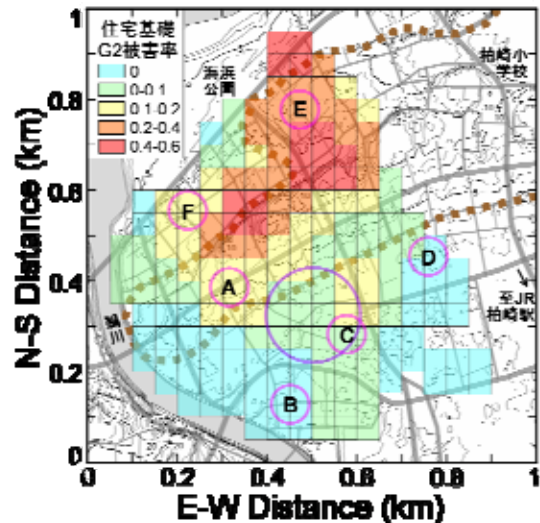 住宅基礎
G2被害率
0
0-0.1
0.1-0.2
0.2-0.4
0.4-0.6
海浜
公園
柏崎小
学校
至JR
柏崎駅
鵜川
A
B
C
D
E
F
N-S Distance (km)
1
0.8
0.6
0.4
0.2
0
0
0.2
0.4
0.6
0.8
1
E-W Distance (km)